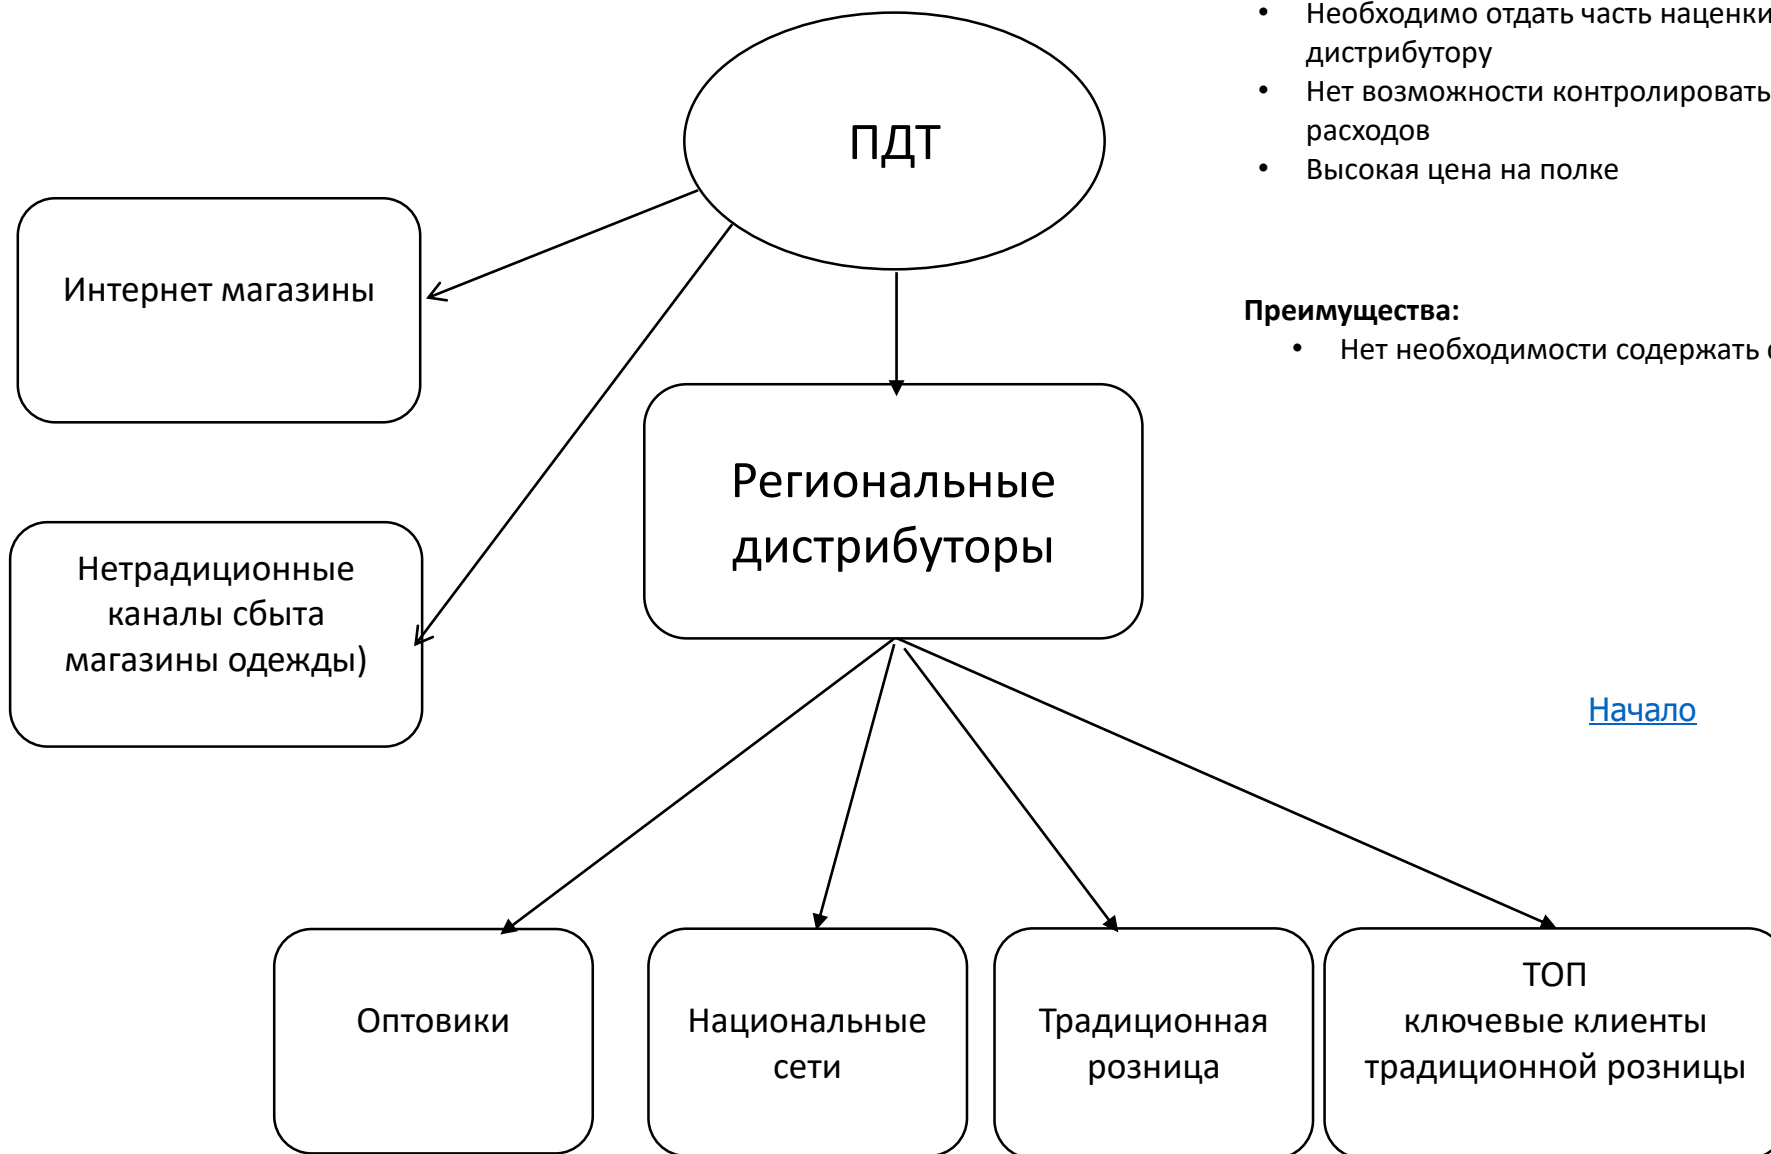 ПДТ
• Необходимо отдать часть наценки
дистрибутору
• Нет возможности контролировать
расходов
• Высокая цена на полке
Интернет магазины
Преимущества:
• Нет необходимости содержать
Региональные
дистрибуторы
Нетрадиционные
каналы сбыта
магазины одежды)
Начало
Оптовики
Национальные
сети
Традиционная
розница
ТОП
ключевые клиенты
традиционной розницы